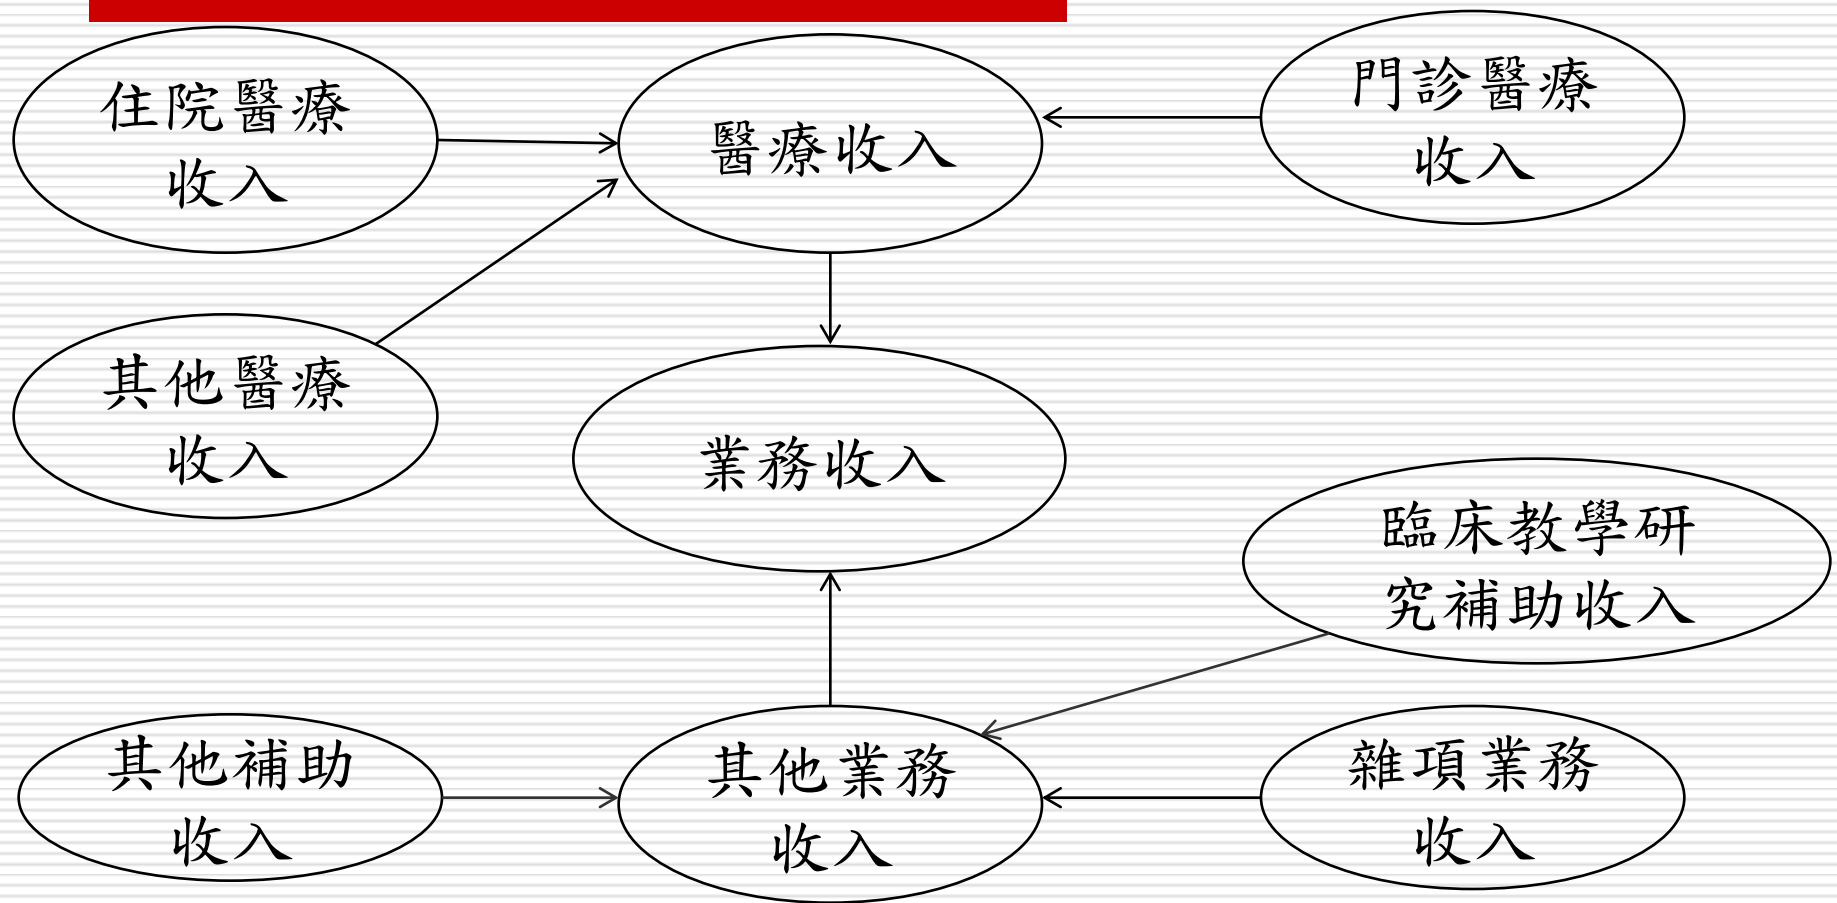 住院醫療
收入
醫療收入
門診醫療
收入
其他醫療
收入
業務收入
臨床教學研
究補助收入
其他補助
收入
其他業務
收入
雜項業務
收入